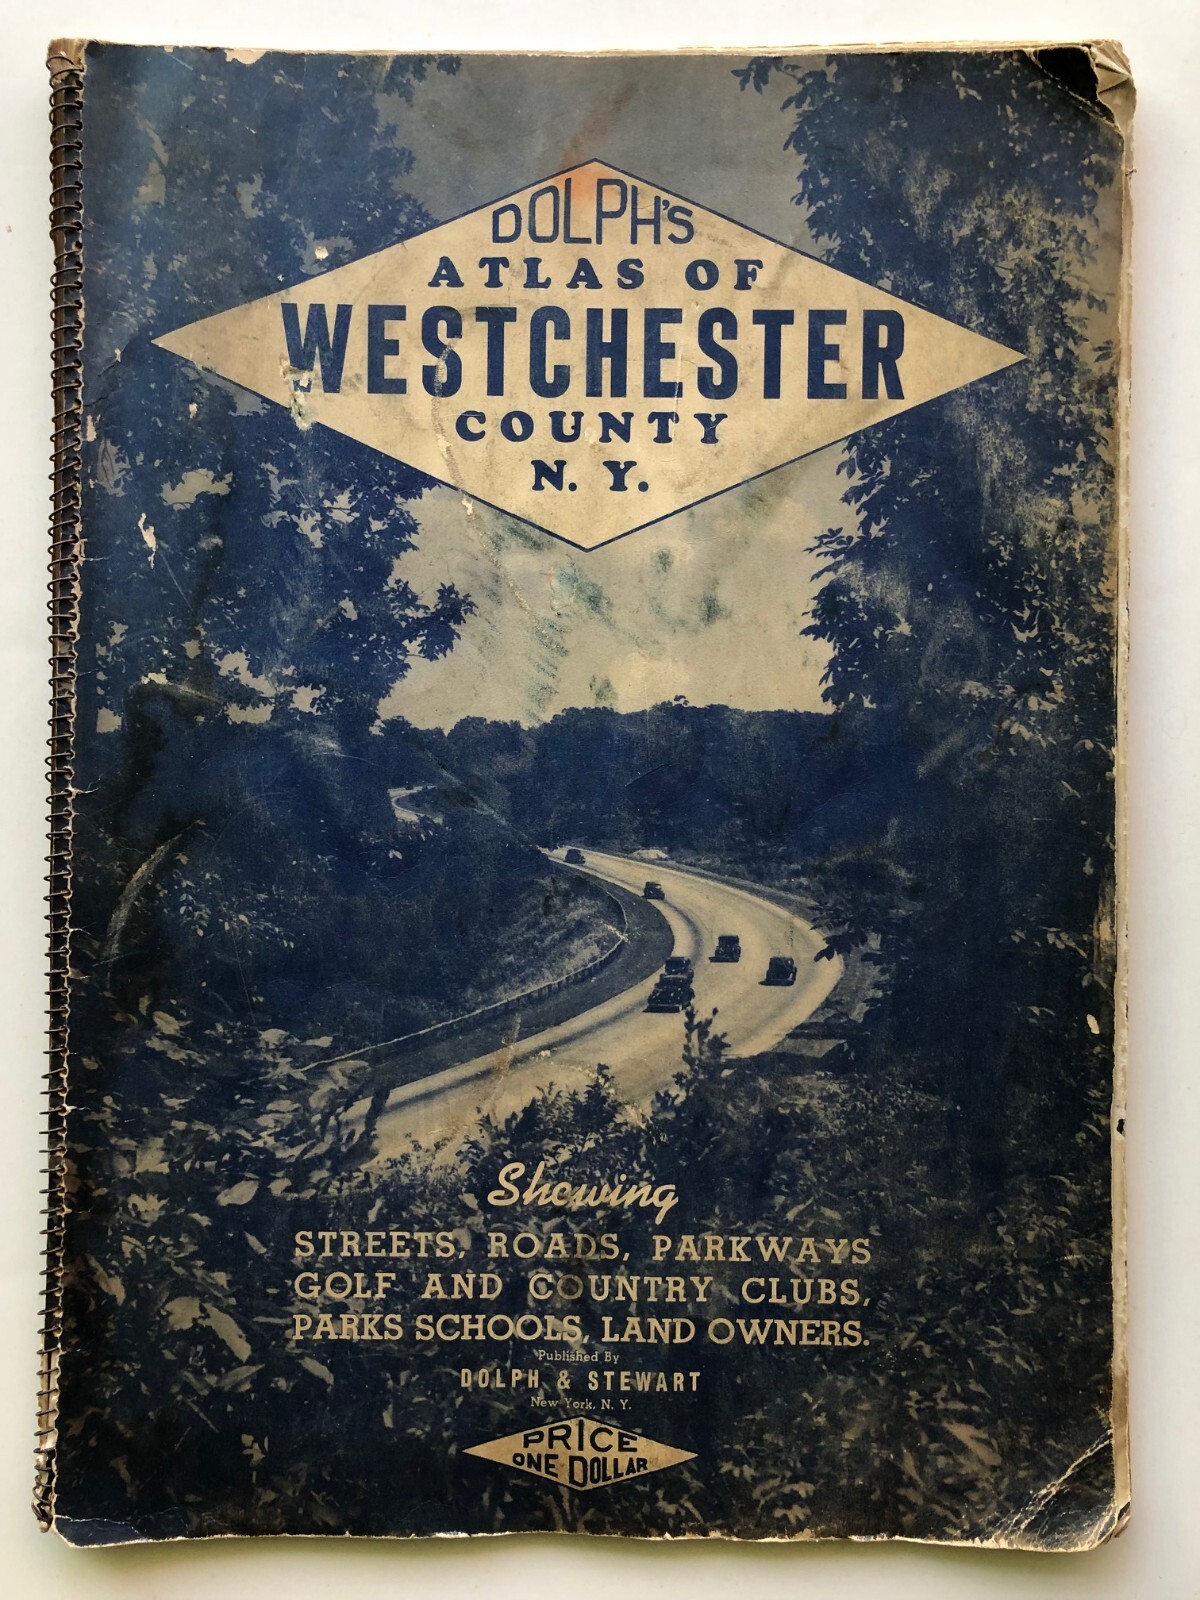 DOLPH'S
ATLAS OF
WESTCHESTER
COUNTY
N. Y.
Showing
STREETS, ROADS, PARKWAYS
GOLF AND COUNTRY CLUBS,
PARKS SCHOOLS, LAND OWNERS.
Published By
DOLPH & STEWART
New York, N. Y.
PRICE
ONE DOLLAR